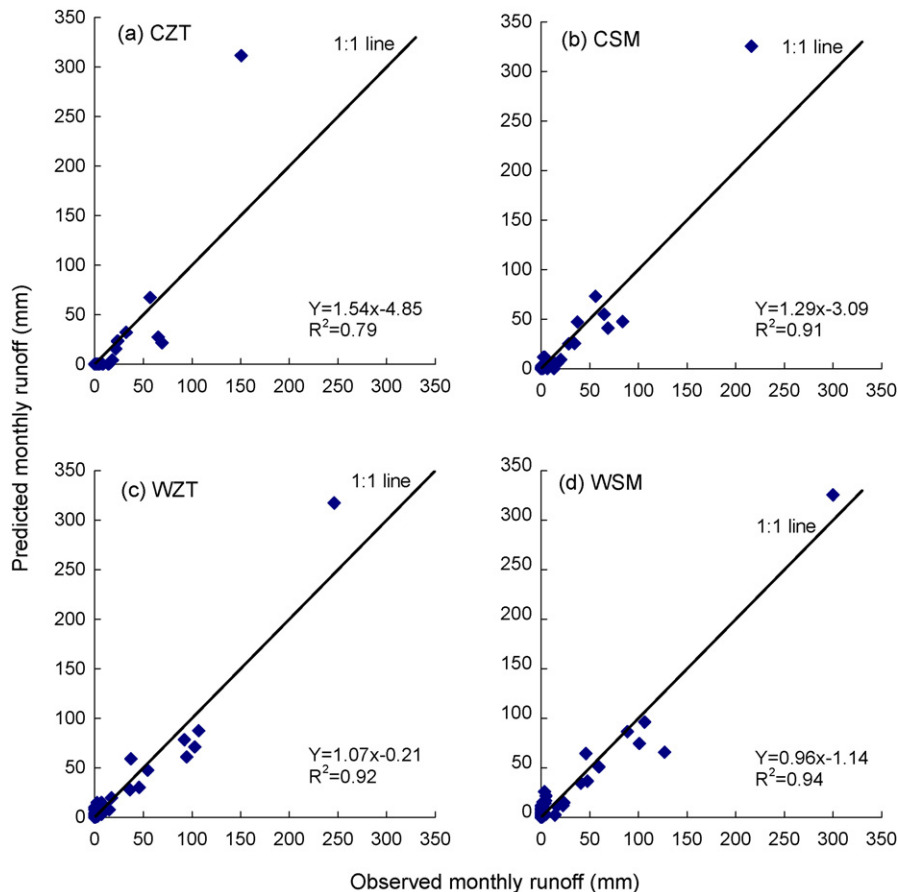 Predicted monthly runoff (mm)
(a) CZT
1:1 line
350
300
250
200
150
100
50
0
Y=1.54x-4.85
R²=0.79
0 50 100 150 200 250 300 350
(b) CSM
1:1 line
350
300
250
200
150
100
50
0
Y=1.29x-3.09
R²=0.91
0 50 100 150 200 250 300 350
(c) WZT
1:1 line
350
300
250
200
150
100
50
0
Y=1.07x-0.21
R²=0.92
0 50 100 150 200 250 300 350
(d) WSM
1:1 line
350
300
250
200
150
100
50
0
Y=0.96x-1.14
R²=0.94
0 50 100 150 200 250 300 350
Observed monthly runoff (mm)